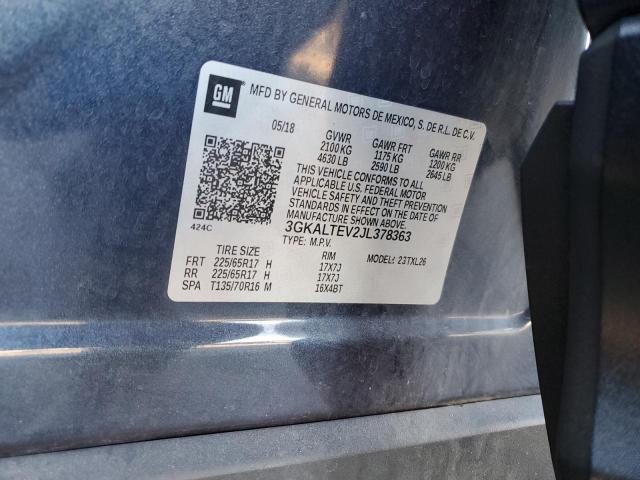 GM
MFD BY GENERAL MOTORS DE MEXICO, S. DE R.L. DE C.V.
05/18 GVWR GAWR FRT GAWR RR
2100 KG 1175 KG 1200 KG
4630 LB 2590 LB 2645 LB
THIS VEHICLE CONFORMS TO ALL
APPLICABLE U.S. FEDERAL MOTOR
VEHICLE SAFETY AND THEFT PREVENTION
STANDARDS IN EFFECT ON THE DATE OF
MANUFACTURE SHOWN ABOVE.
424C 3GKALTEV2JL378363
TYPE: M.P.V. MODEL: 23TXL26
TIRE SIZE RIM
FRT 225/65R17 H 17X7J
RR 225/65R17 H 17X7J
SPA T135/70R16 M 16X4BT